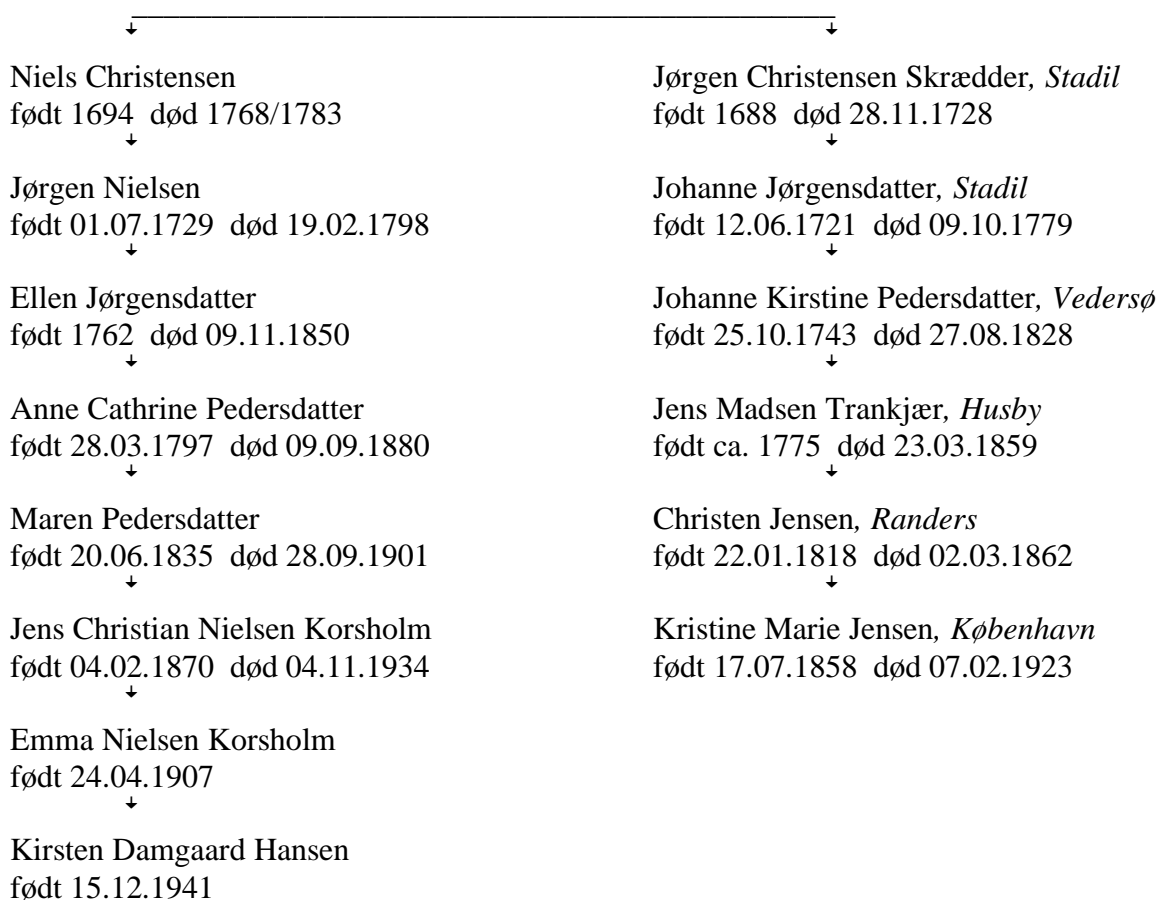 Niels Christensen
født 1694 død 1768/1783
Jørgen Nielsen
født 01.07.1729 død 19.02.1798
Ellen Jørgensdatter
født 1762 død 09.11.1850
Anne Cathrine Pedersdatter
født 28.03.1797 død 09.09.1880
Maren Pedersdatter
født 20.06.1835 død 28.09.1901
Jens Christian Nielsen Korsholm
født 04.02.1870 død 04.11.1934
Emma Nielsen Korsholm
født 24.04.1907
Kirsten Damgaard Hansen
født 15.12.1941
Jørgen Christensen Skrædder, Stadil
født 1688 død 28.11.1728
Johanne Jørgensdatter, Stadil
født 12.06.1721 død 09.10.1779
Johanne Kirstine Pedersdatter, Vedersø
født 25.10.1743 død 27.08.1828
Jens Madsen Trankjær, Husby
født ca. 1775 død 23.03.1859
Christen Jensen, Randers
født 22.01.1818 død 02.03.1862
Kristine Marie Jensen, København
født 17.07.1858 død 07.02.1923